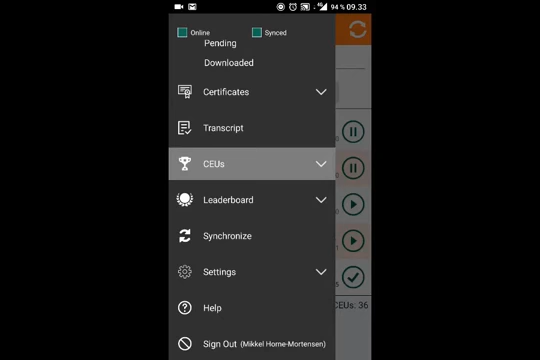 4G 94 % 09.33
Online Synced
Pending
Downloaded
Certificates
Transcript
CEUs
Leaderboard
Synchronize
Settings
Help
Sign Out (Mikkel Home-Mortensen)
CEUs: 36